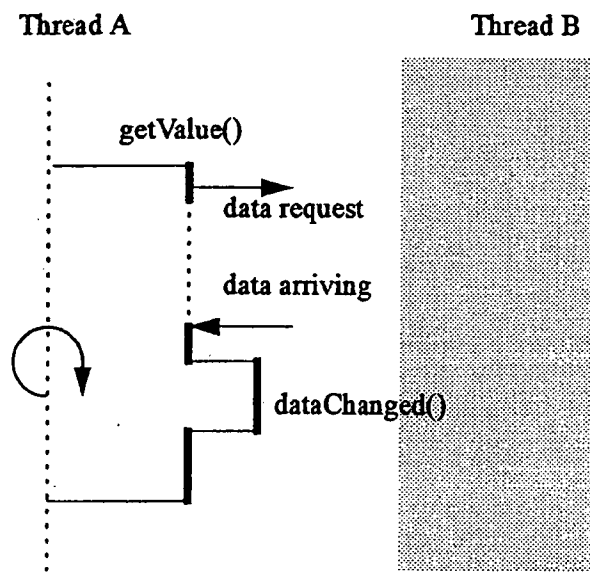 Thread A
Thread B
getValue()
data request
data arriving
dataChanged()